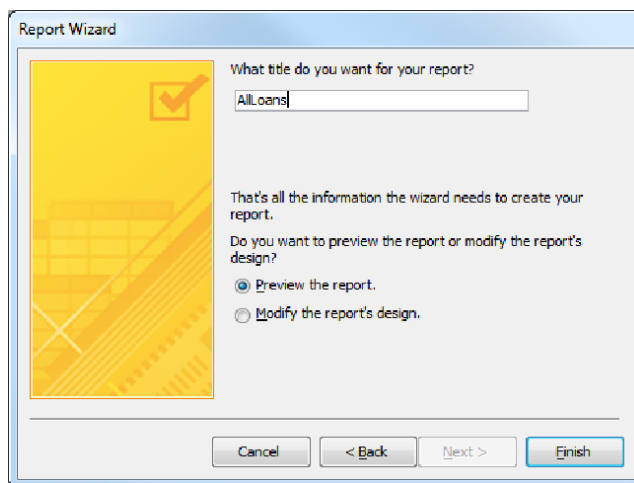 Report Wizard
What title do you want for your report?
AllLoans
That's all the information the wizard needs to create your
report.
Do you want to preview the report or modify the report's
design?
Preview the report.
Modify the report's design.
Cancel
< Back
Next >
Finish